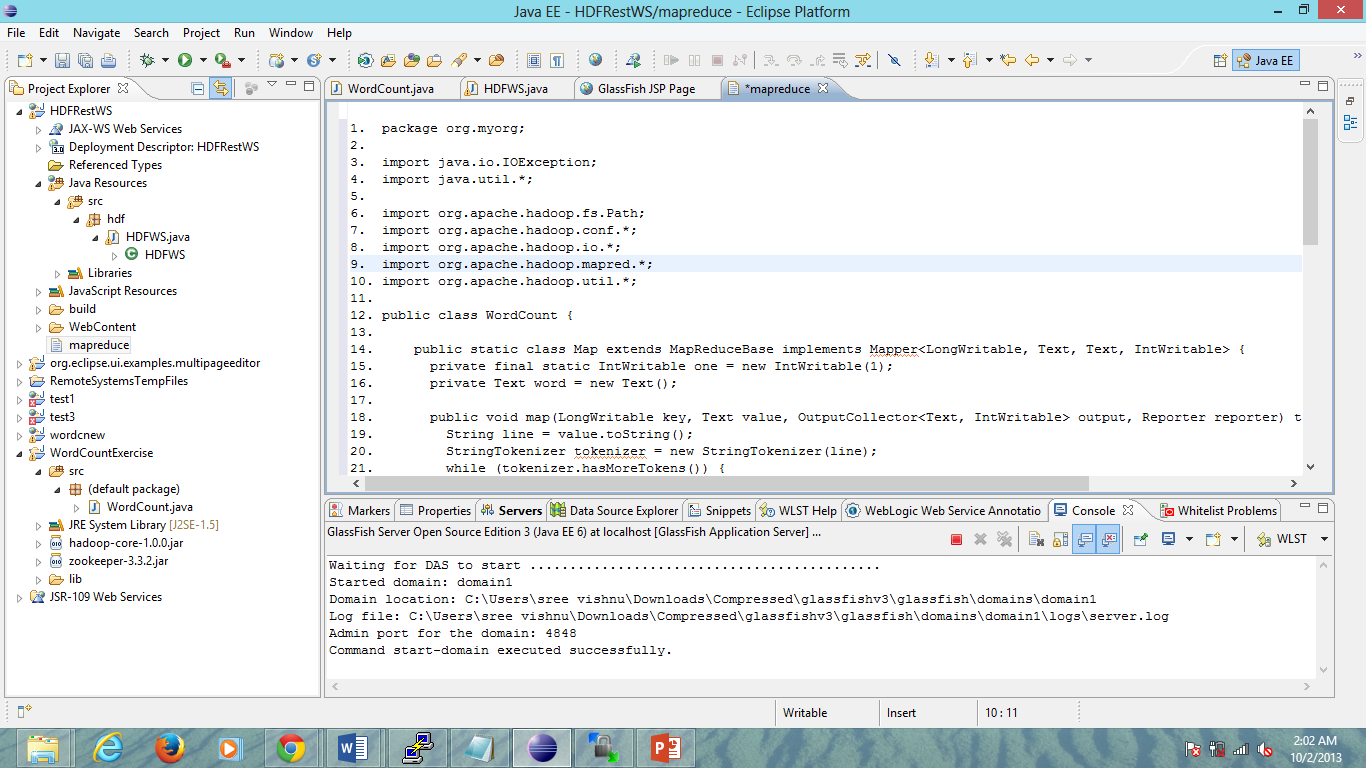 Java EE - HDFRestWS/mapreduce - Eclipse Platform
File Edit Navigate Search Project Run Window Help
Java EE
Project Explorer
HDFRestWS
JAX-WS Web Services
Deployment Descriptor: HDFRestWS
Referenced Types
Java Resources
src
hdf
HDFWS.java
HDFWS
Libraries
JavaScript Resources
build
WebContent
mapreduce
org.eclipse.ui.examples.multipageeditor
RemoteSystemsTempFiles
test1
test3
wordcnew
WordCountExercise
src
(default package)
WordCount.java
JRE System Library [J2SE-1.5]
hadoop-core-1.0.0.jar
zookeeper-3.3.2.jar
lib
JSR-109 Web Services
WordCount.java HDFWS.java GlassFish JSP Page *mapreduce
1. package org.myorg;
2.
3. import java.io.IOException;
4. import java.util.*;
5.
6. import org.apache.hadoop.fs.Path;
7. import org.apache.hadoop.conf.*;
8. import org.apache.hadoop.io.*;
9. import org.apache.hadoop.mapred.*;
10. import org.apache.hadoop.util.*;
11.
12. public class WordCount {
13.
14. public static class Map extends MapReduceBase implements Mapper<LongWritable, Text, Text, IntWritable> {
15. private final static IntWritable one = new IntWritable(1);
16. private Text word = new Text();
17.
18. public void map(LongWritable key, Text value, OutputCollector<Text, IntWritable> output, Reporter reporter) t
19. String line = value.toString();
20. StringTokenizer tokenizer = new StringTokenizer(line);
21. while (tokenizer.hasMoreTokens()) {
Markers Properties Servers Data Source Explorer Snippets WLST Help WebLogic Web Service Annotatio Console Whitelist Problems
GlassFish Server Open Source Edition 3 (Java EE 6) at localhost [GlassFish Application Server] ...
WLST
Waiting for DAS to start ............................................
Started domain: domain1
Domain location: C:\Users\sree vishnu\Downloads\Compressed\glassfishv3\glassfish\domains\domain1
Log file: C:\Users\sree vishnu\Downloads\Compressed\glassfishv3\glassfish\domains\domain1\logs\server.log
Admin port for the domain: 4848
Command start-domain executed successfully.
Writable Insert 10 : 11
2:02 AM
10/2/2013